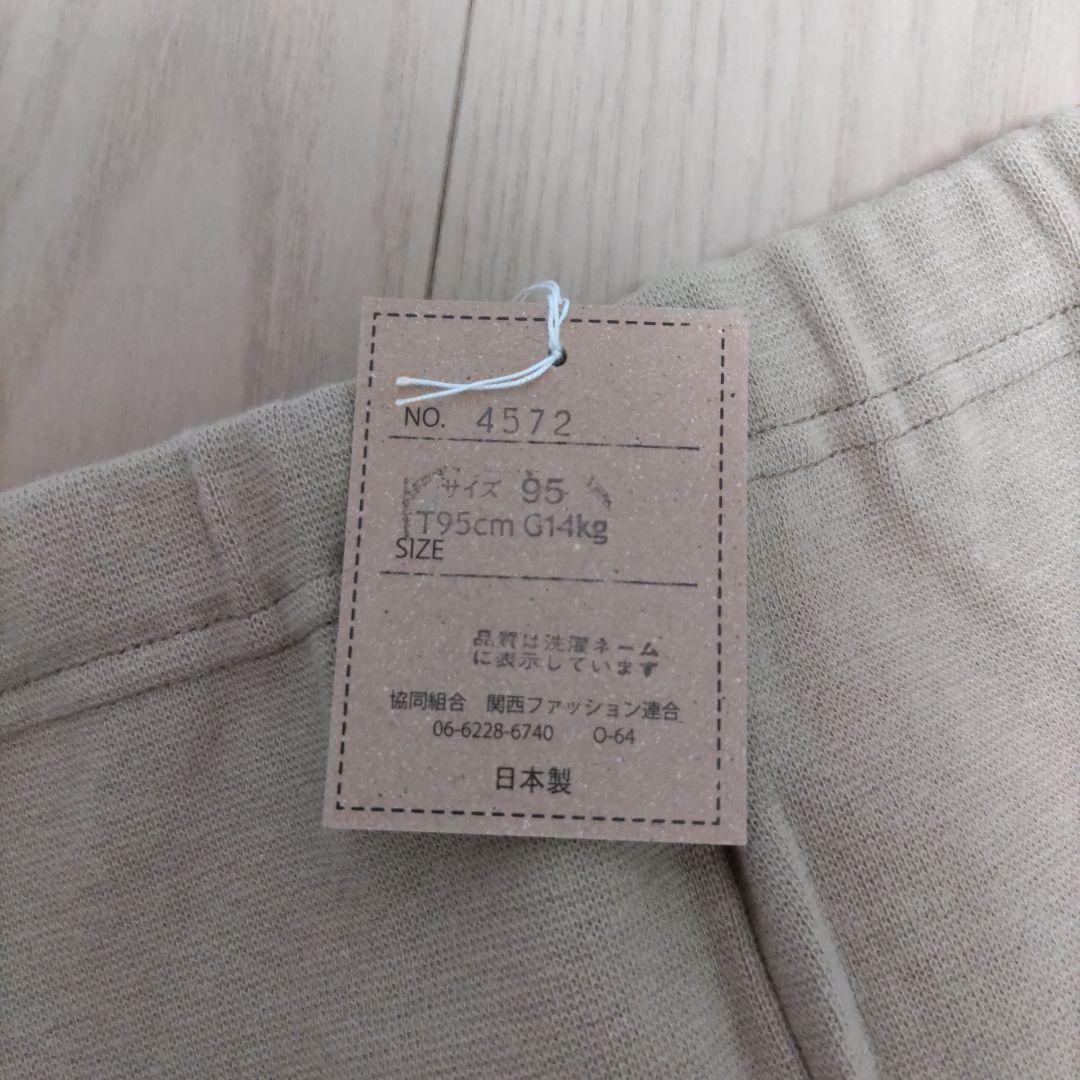 NO. 4572
サイズ 95
T95cm G14kg
SIZE
品質は洗濯ネーム
に表示しています
協同組合 関西ファッション連合
06-6228-6740 O-64
日本製